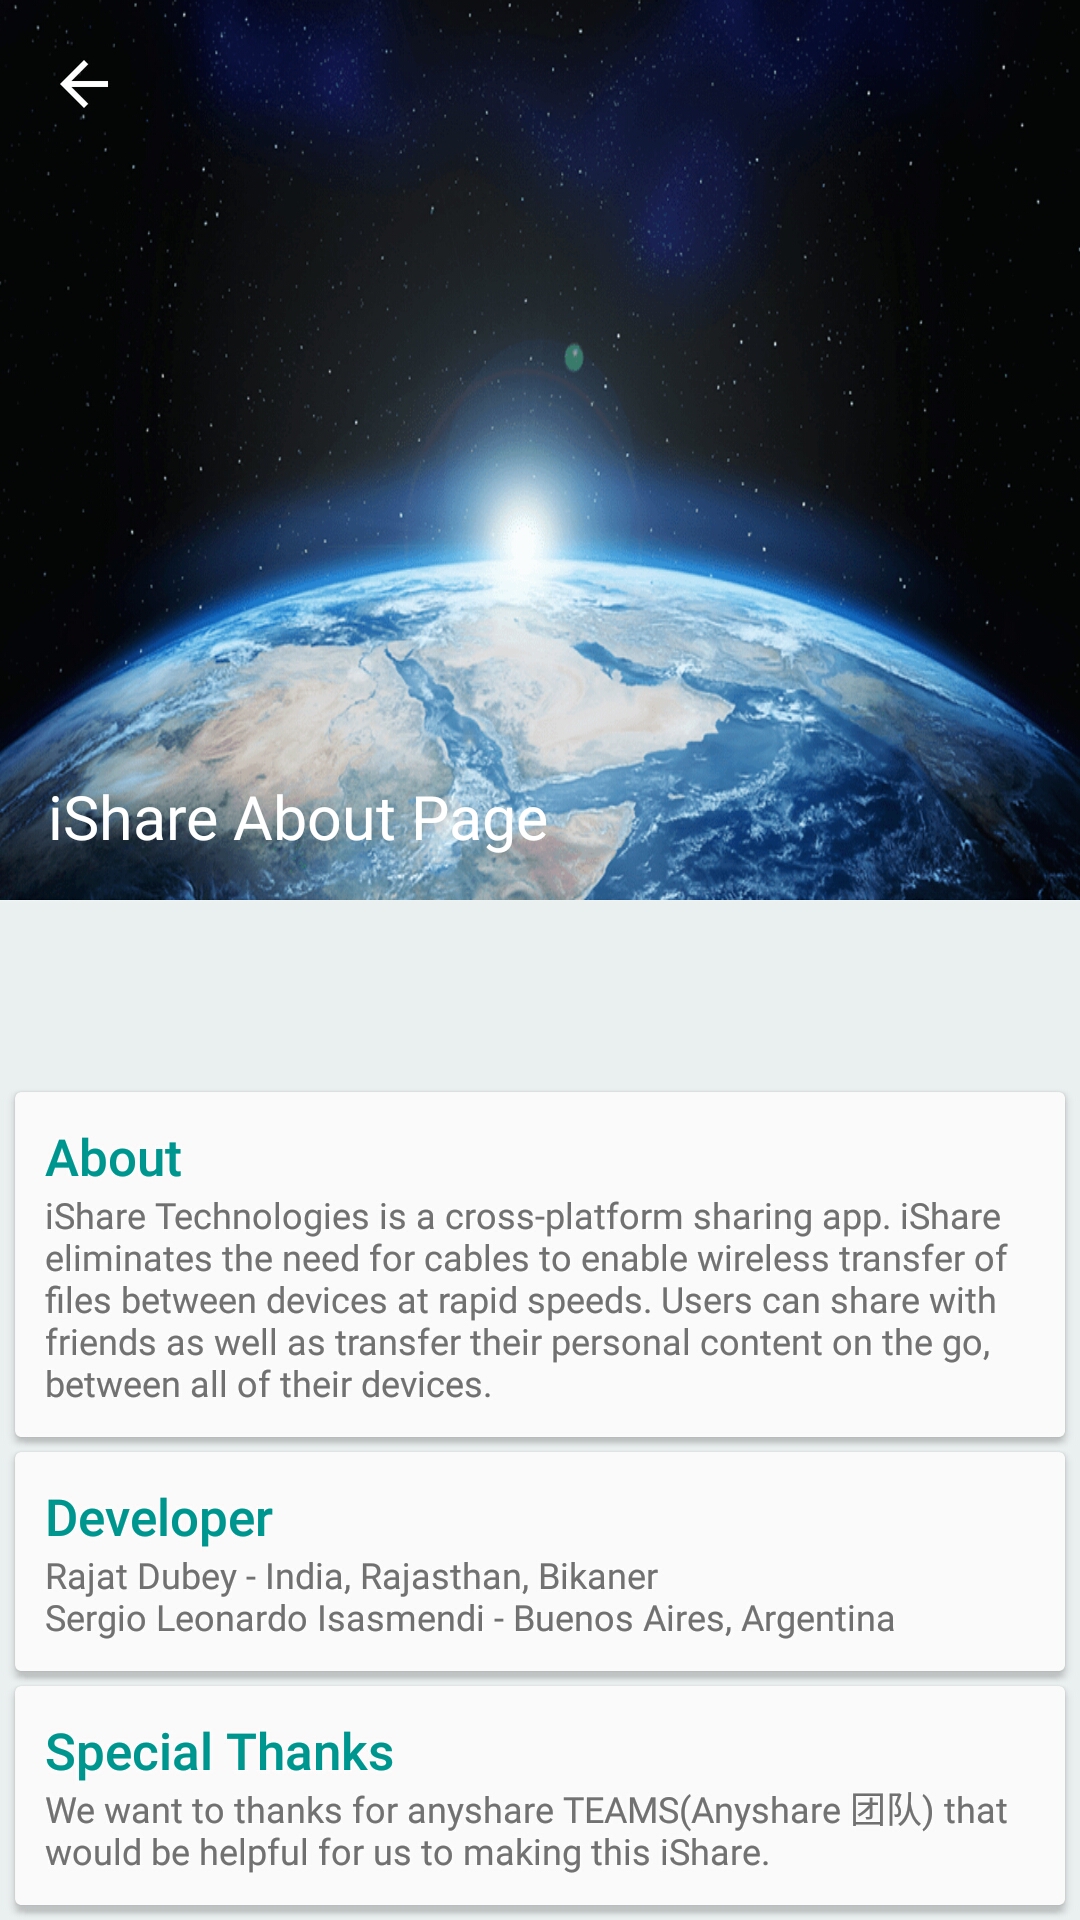 iShare About Page
About
iShare Technologies is a cross-platform sharing app. iShare
eliminates the need for cables to enable wireless transfer of
files between devices at rapid speeds. Users can share with
friends as well as transfer their personal content on the go,
between all of their devices.
Developer
Rajat Dubey - India, Rajasthan, Bikaner
Sergio Leonardo Isasmendi - Buenos Aires, Argentina
Special Thanks
We want to thanks for anyshare TEAMS(Anyshare 团队) that
would be helpful for us to making this iShare.